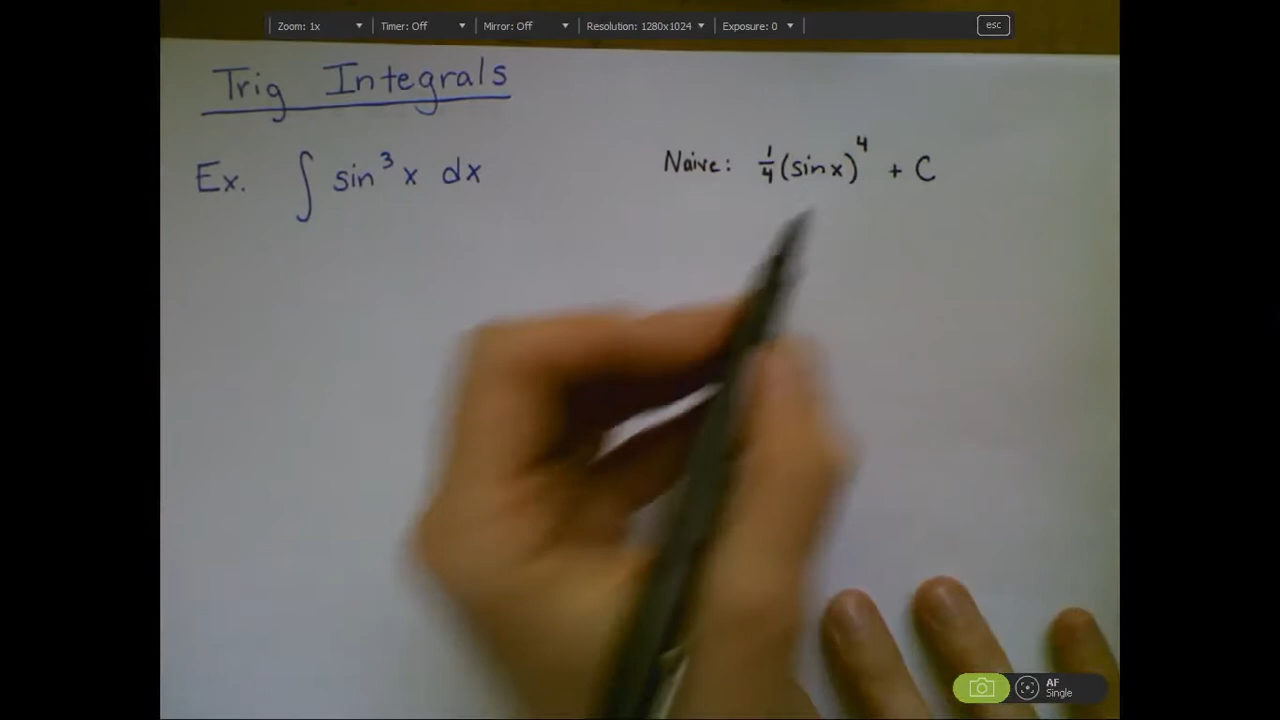 Zoom: 1x Timer: Off Mirror: Off Resolution: 1280x1024 Exposure: 0 esc
Trig Integrals
Ex. ∫ sin³ x dx
Naive: 1/4 (sin x)⁴ + C
AF
Single